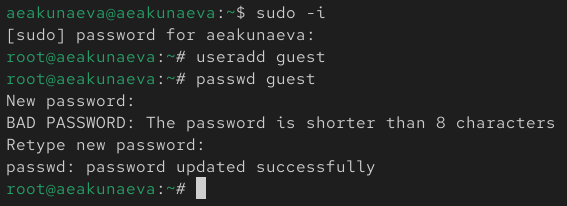 aeakunaeva@aeakunaeva:~$ sudo -i
[sudo] password for aeakunaeva:
root@aeakunaeva:~# useradd guest
root@aeakunaeva:~# passwd guest
New password:
BAD PASSWORD: The password is shorter than 8 characters
Retype new password:
passwd: password updated successfully
root@aeakunaeva:~#